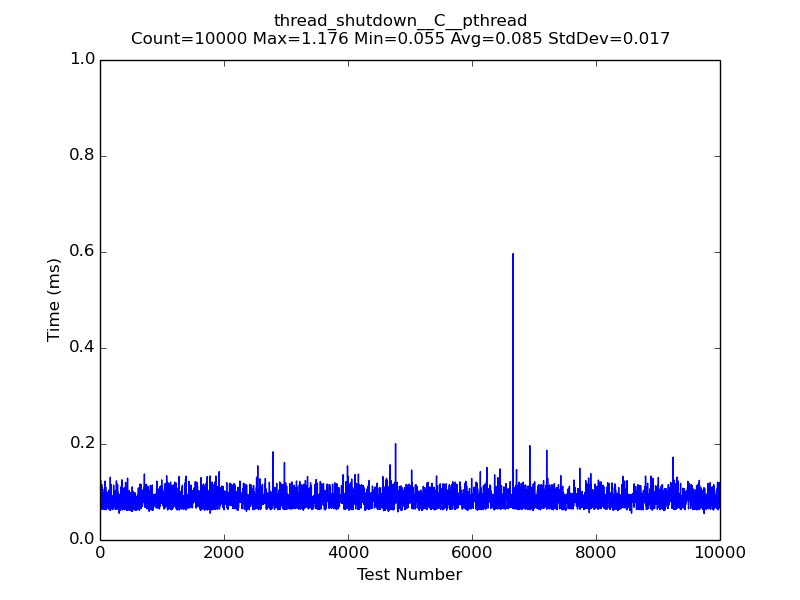 thread_shutdown__C__pthread
Count=10000 Max=1.176 Min=0.055 Avg=0.085 StdDev=0.017
1.0
0.8
0.6
0.4
0.2
0.0
Time (ms)
0 2000 4000 6000 8000 10000
Test Number